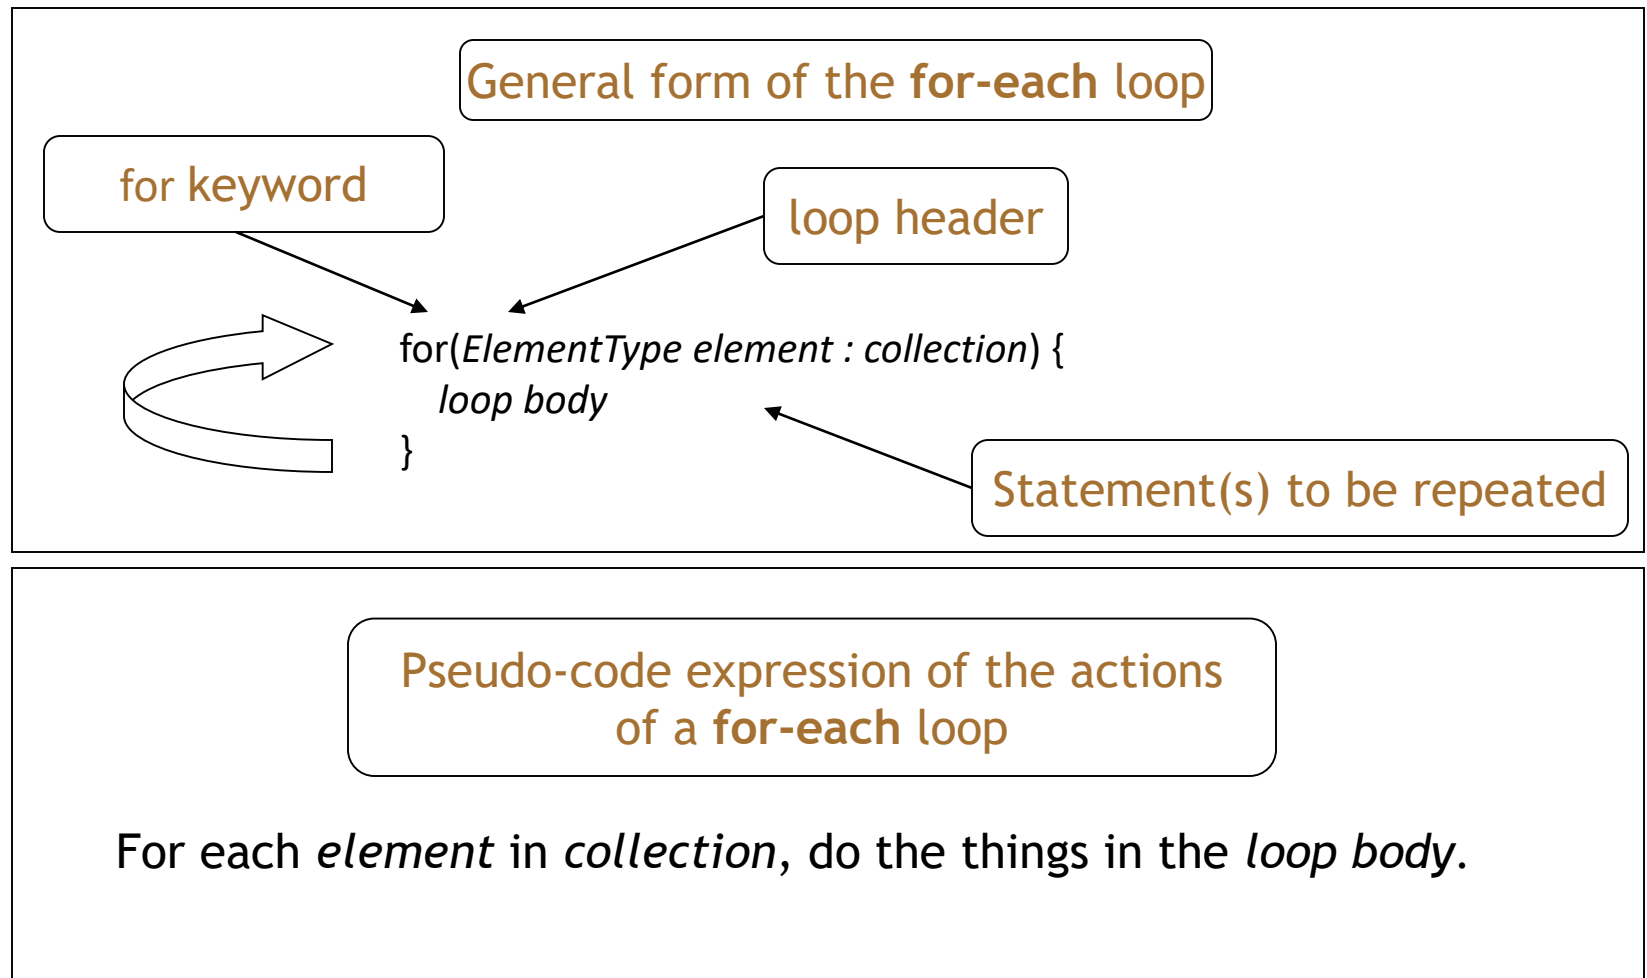 General form of the for-each loop
for keyword
loop header
for(ElementType element : collection) {
loop body
}
Statement(s) to be repeated
Pseudo-code expression of the actions
of a for-each loop
For each element in collection, do the things in the loop body.